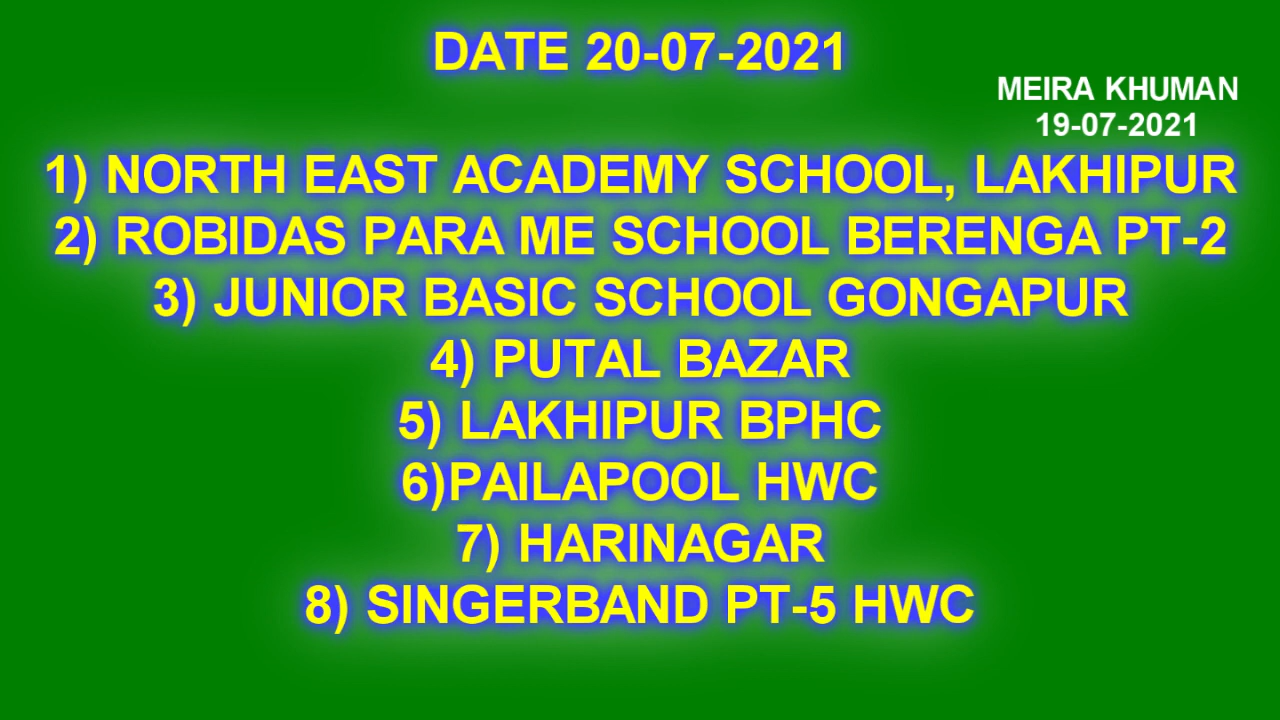 DATE 20-07-2021
MEIRA KHUMAN
19-07-2021
1) NORTH EAST ACADEMY SCHOOL, LAKHIPUR
2) ROBIDAS PARA ME SCHOOL BERENGA PT-2
3) JUNIOR BASIC SCHOOL GONGAPUR
4) PUTAL BAZAR
5) LAKHIPUR BPHC
6)PAILAPOOL HWC
7) HARINAGAR
8) SINGERBAND PT-5 HWC